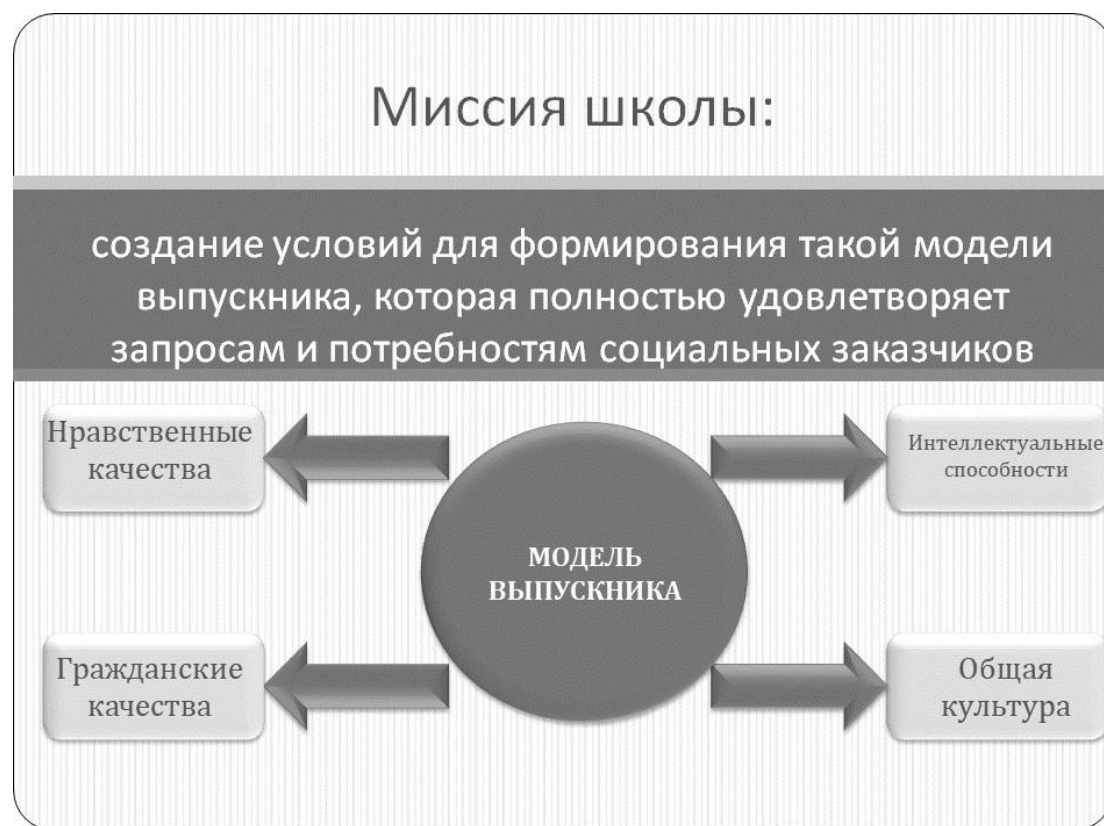 Миссия школы:
создание условий для формирования такой модели
выпускника, которая полностью удовлетворяет
запросам и потребностям социальных заказчиков
Нравственные
качества
Интеллектуальные
способности
МОДЕЛЬ
ВЫПУСКНИКА
Гражданские
качества
Общая
культура